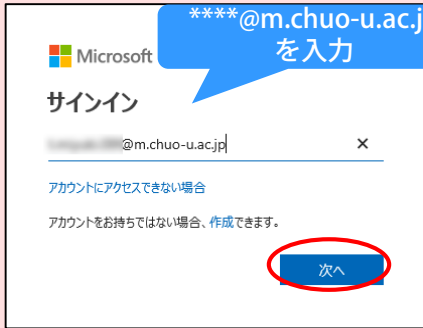 ****@m.chuo-u.ac.j
を入力
Microsoft
サインイン
@m.chuo-u.ac.jp
アカウントにアクセスできない場合
アカウントをお持ちではない場合、作成できます。
次へ